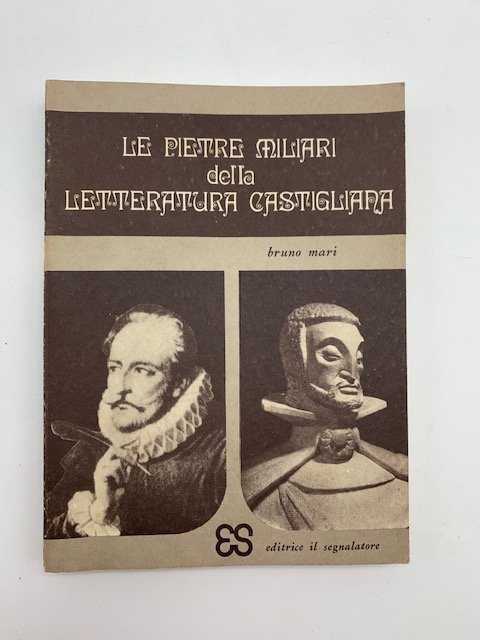 LE PIETRE MILIARI
della
LETTERATURA CASTIGLIANA
bruno mari
ES editrice il segnalatore